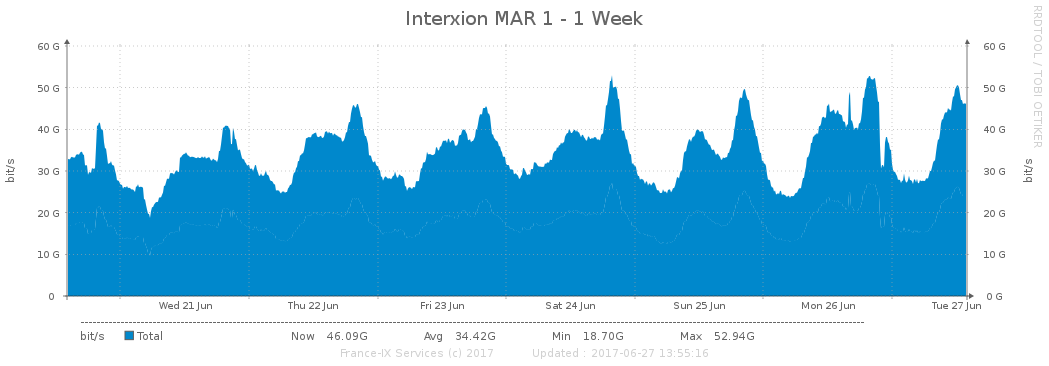 Interxion MAR 1 - 1 Week
RRDTOOL / TOBI OETIKER
60 G 60 G
50 G 50 G
40 G 40 G
30 G 30 G
20 G 20 G
10 G 10 G
0 0 G
bit/s
bit/s
Wed 21 Jun Thu 22 Jun Fri 23 Jun Sat 24 Jun Sun 25 Jun Mon 26 Jun Tue 27 Jun
bit/s Total Now 46.09G Avg 34.42G Min 18.70G Max 52.94G
France-IX Services (c) 2017 Updated : 2017-06-27 13:55:16